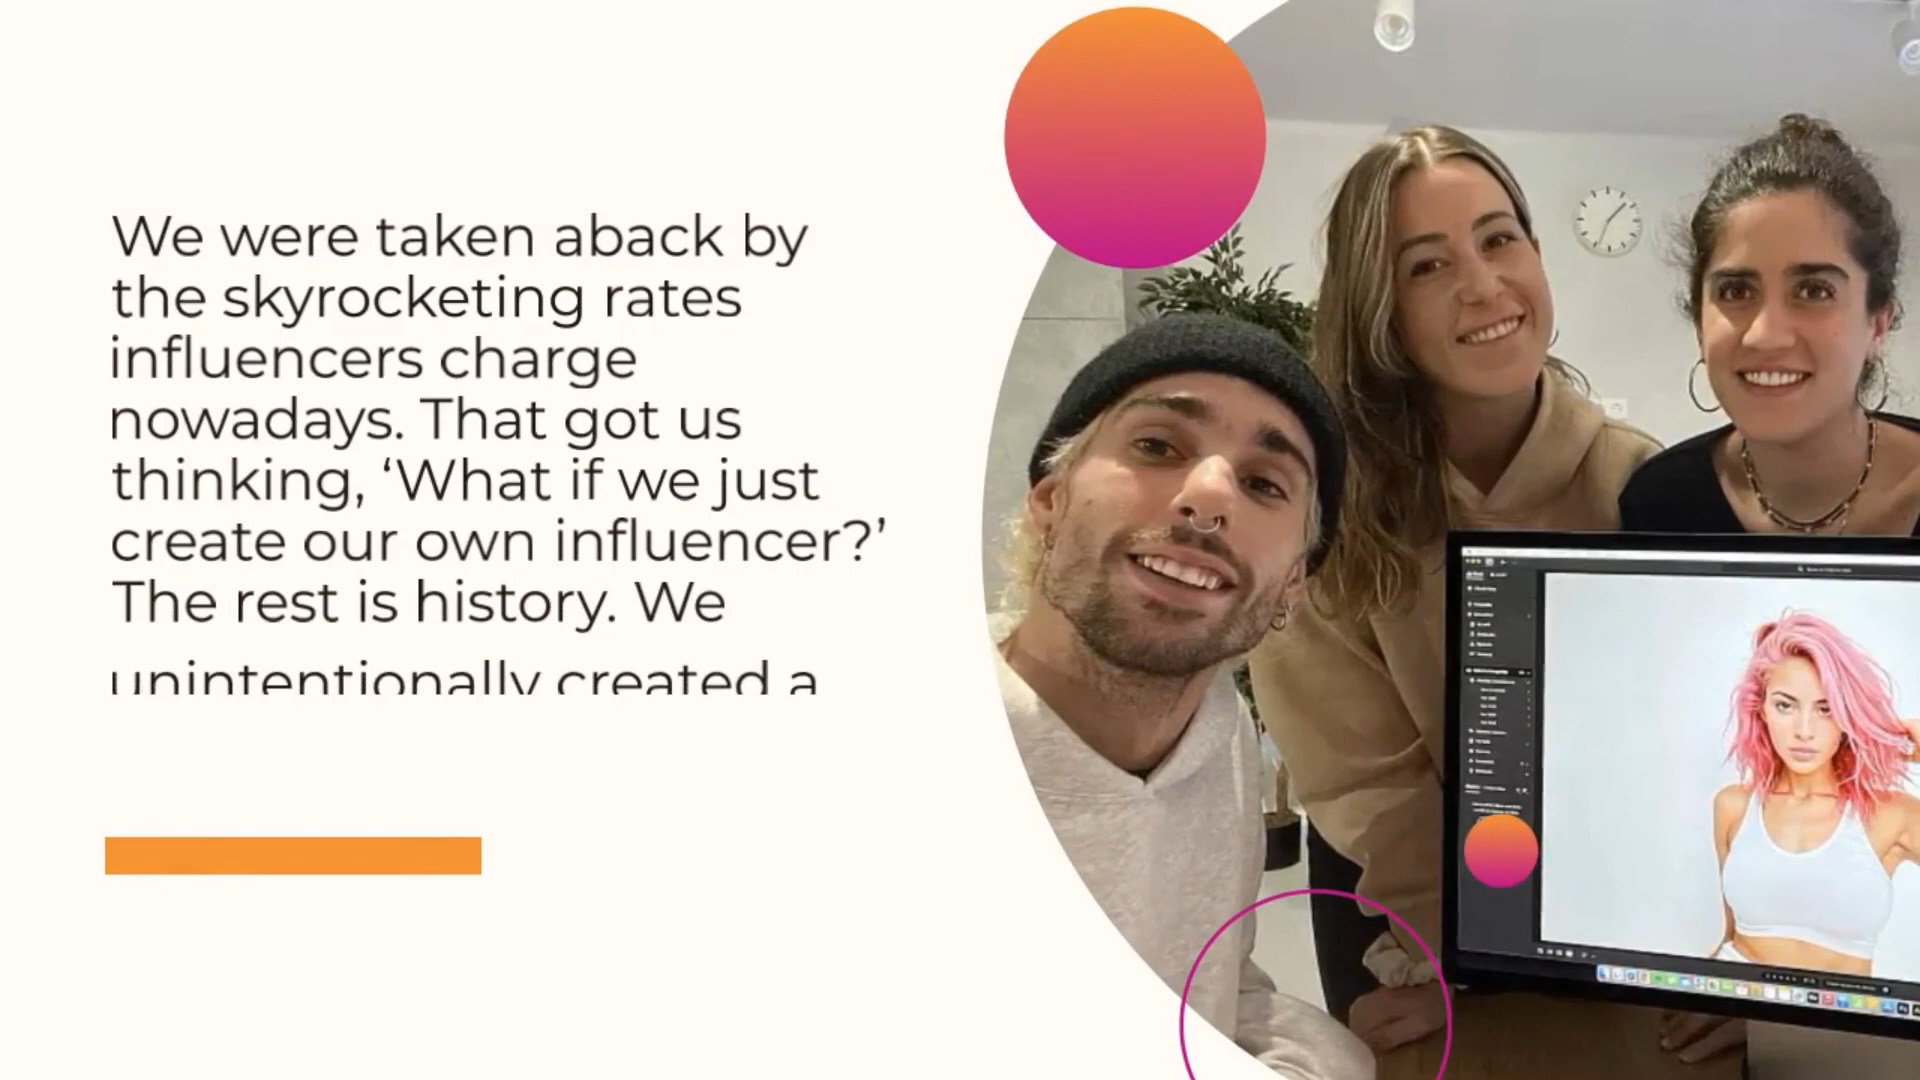 We were taken aback by
the skyrocketing rates
influencers charge
nowadays. That got us
thinking, ‘What if we just
create our own influencer?’
The rest is history. We
unintentionally created a